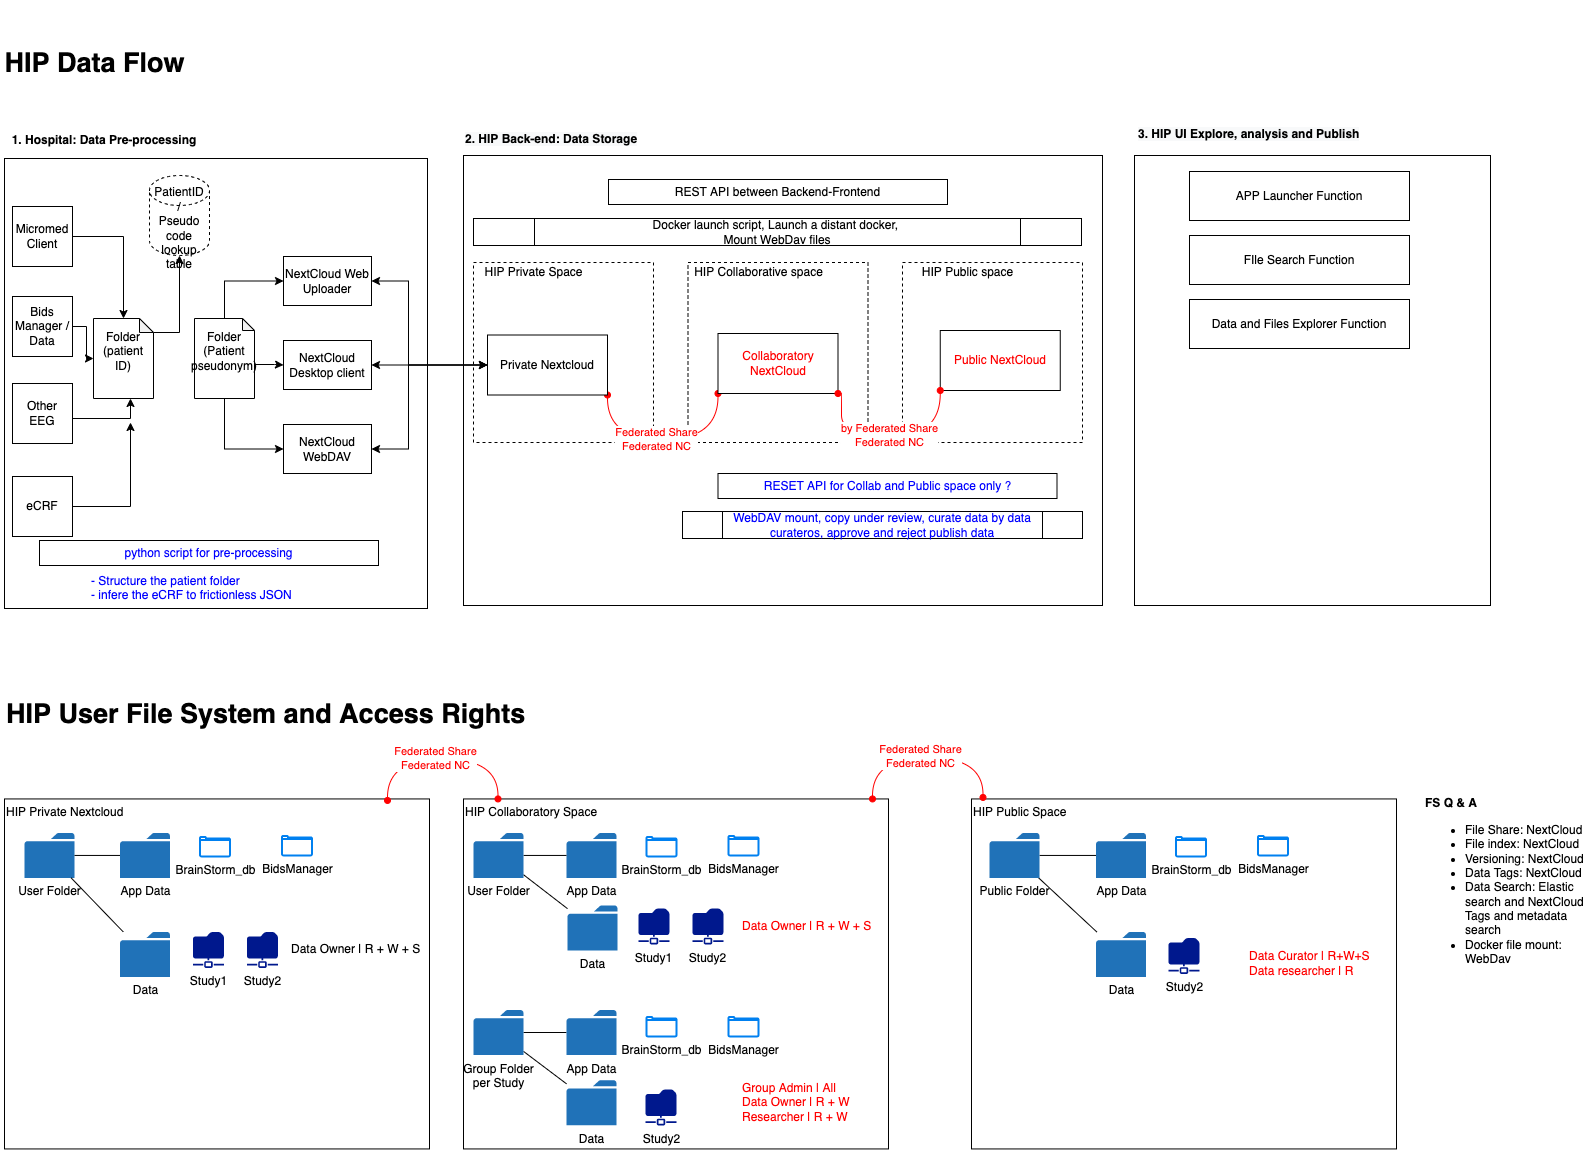 HIP Data Flow
1. Hospital: Data Pre-processing
Micromed
Client
Bids
Manager /
Data
Other
EEG
eCRF
PatientID
/
Pseudo
code
lookup
table
Folder
(patient
ID)
Folder
(Patient
pseudonym)
NextCloud Web
Uploader
NextCloud
Desktop client
NextCloud
WebDAV
python script for pre-processing
- Structure the patient folder
- infere the eCRF to frictionless JSON
2. HIP Back-end: Data Storage
REST API between Backend-Frontend
Docker launch script, Launch a distant docker,
Mount WebDav files
HIP Private Space
HIP Collaborative space
HIP Public space
Private Nextcloud
Collaboratory
NextCloud
Public NextCloud
Federated Share
Federated NC
by Federated Share
Federated NC
RESET API for Collab and Public space only ?
WebDAV mount, copy under review, curate data by data
curateros, approve and reject publish data
3. HIP UI Explore, analysis and Publish
APP Launcher Function
FIle Search Function
Data and Files Explorer Function
HIP User File System and Access Rights
Federated Share
Federated NC
Federated Share
Federated NC
HIP Private Nextcloud
User Folder
App Data
BrainStorm_db
BidsManager
Data
Study1
Study2
Data Owner | R + W + S
HIP Collaboratory Space
User Folder
App Data
BrainStorm_db
BidsManager
Data
Study1
Study2
Data Owner | R + W + S
Group Folder
per Study
App Data
BrainStorm_db
BidsManager
Data
Study2
Group Admin | All
Data Owner | R + W
Researcher | R + W
HIP Public Space
Public Folder
App Data
BrainStorm_db
BidsManager
Data
Study2
Data Curator | R+W+S
Data researcher | R
FS Q & A
• File Share: NextCloud
• File index: NextCloud
• Versioning: NextCloud
• Data Tags: NextCloud
• Data Search: Elastic
search and NextCloud
Tags and metadata
search
• Docker file mount:
WebDav